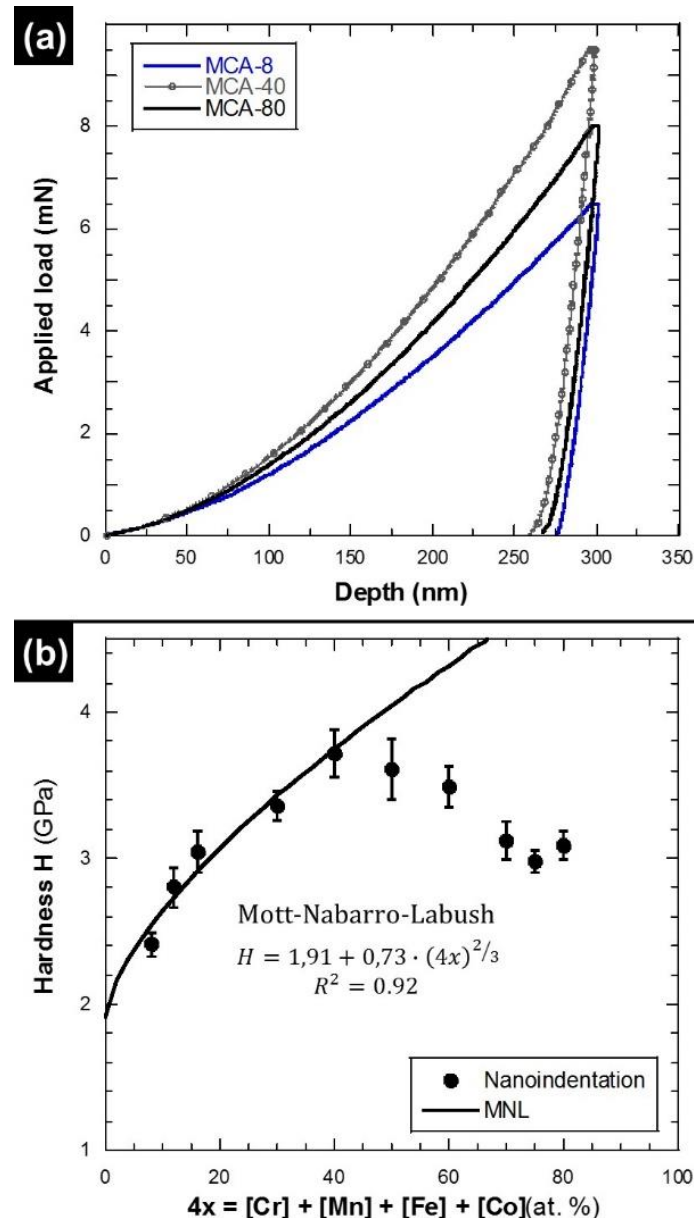 (a)
MCA-8
MCA-40
MCA-80
Applied load (mN)
8
6
4
2
0
0 50 100 150 200 250 300 350
Depth (nm)
(b)
Hardness H (GPa)
4
3
2
1
Mott-Nabarro-Labush
H = 1,91 + 0,73 · (4x)^2/3
R² = 0.92
Nanoindentation
MNL
0 20 40 60 80 100
4x = [Cr] + [Mn] + [Fe] + [Co](at. %)